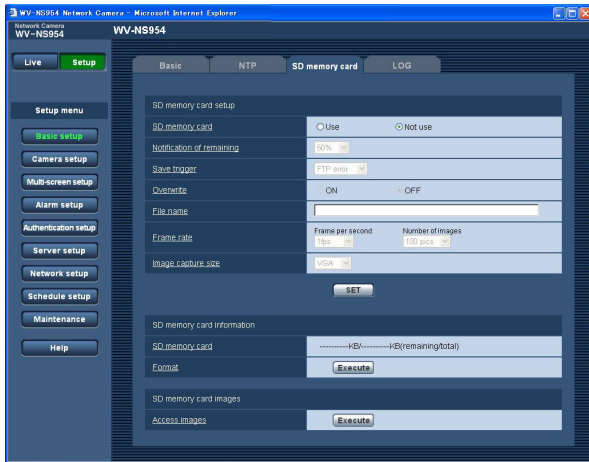 WV-NS954 Network Camera - Microsoft Internet Explorer
Network Camera
WV-NS954
WV-NS954
Live
Setup
Basic
NTP
SD memory card
LOG
Setup menu
Basic setup
Camera setup
Multi-screen setup
Alarm setup
Authentication setup
Server setup
Network setup
Schedule setup
Maintenance
Help
SD memory card setup
SD memory card
Use
Not use
Notification of remaining
50%
Save trigger
FTP error
Overwrite
ON
OFF
File name
Frame rate
Frame per second
Number of images
1fps
100 pics
Image capture size
VGA
SET
SD memory card information
SD memory card
----------KB/----------KB(remaining/total)
Format
Execute
SD memory card images
Access images
Execute